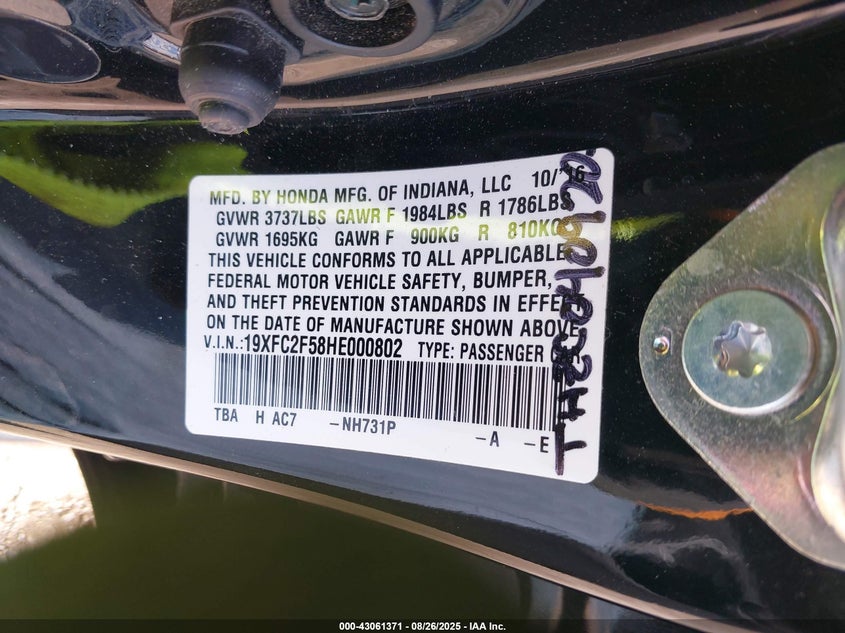 MFD. BY HONDA MFG. OF INDIANA, LLC 10/16
GVWR 3737LBS GAWR F 1984LBS R 1786LBS
GVWR 1695KG GAWR F 900KG R 810KG
THIS VEHICLE CONFORMS TO ALL APPLICABLE
FEDERAL MOTOR VEHICLE SAFETY, BUMPER,
AND THEFT PREVENTION STANDARDS IN EFFECT
ON THE DATE OF MANUFACTURE SHOWN ABOVE
V.I.N.:19XFC2F58HE000802 TYPE: PASSENGER
TBA H AC7 -NH731P -A -E
000-43061371 - 08/26/2025 - IAA Inc.